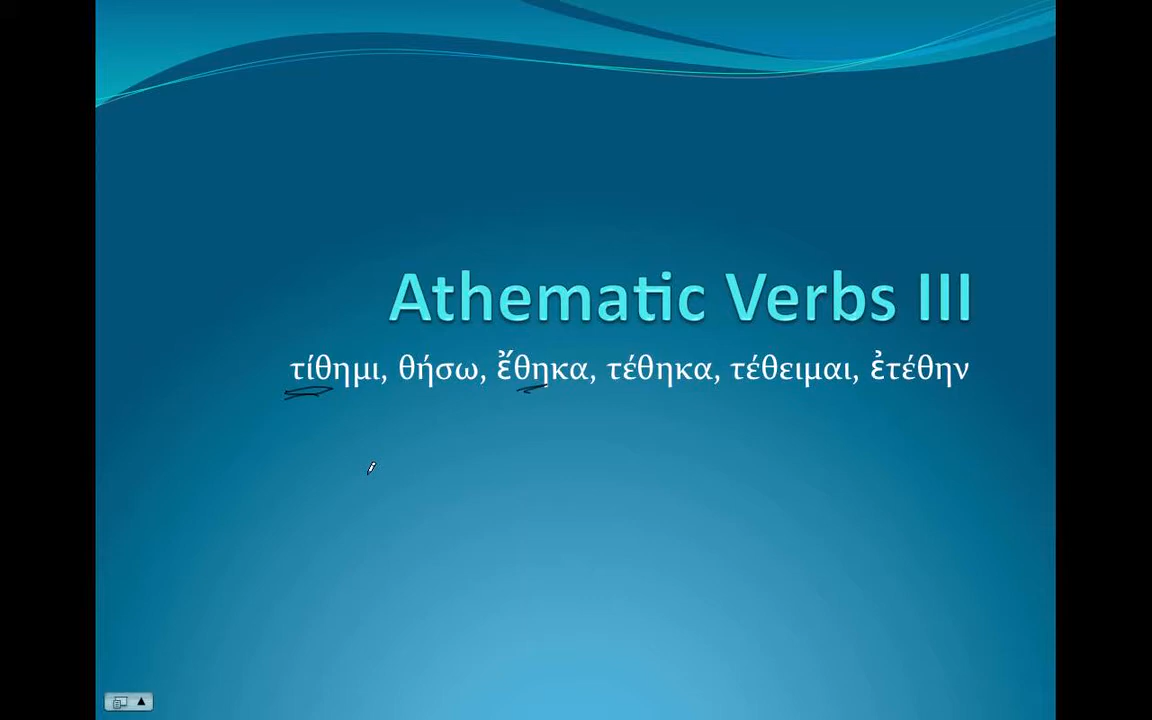 Athematic Verbs III
τίθημι, θήσω, ἔθηκα, τέθηκα, τέθειμαι, ἐτέθην